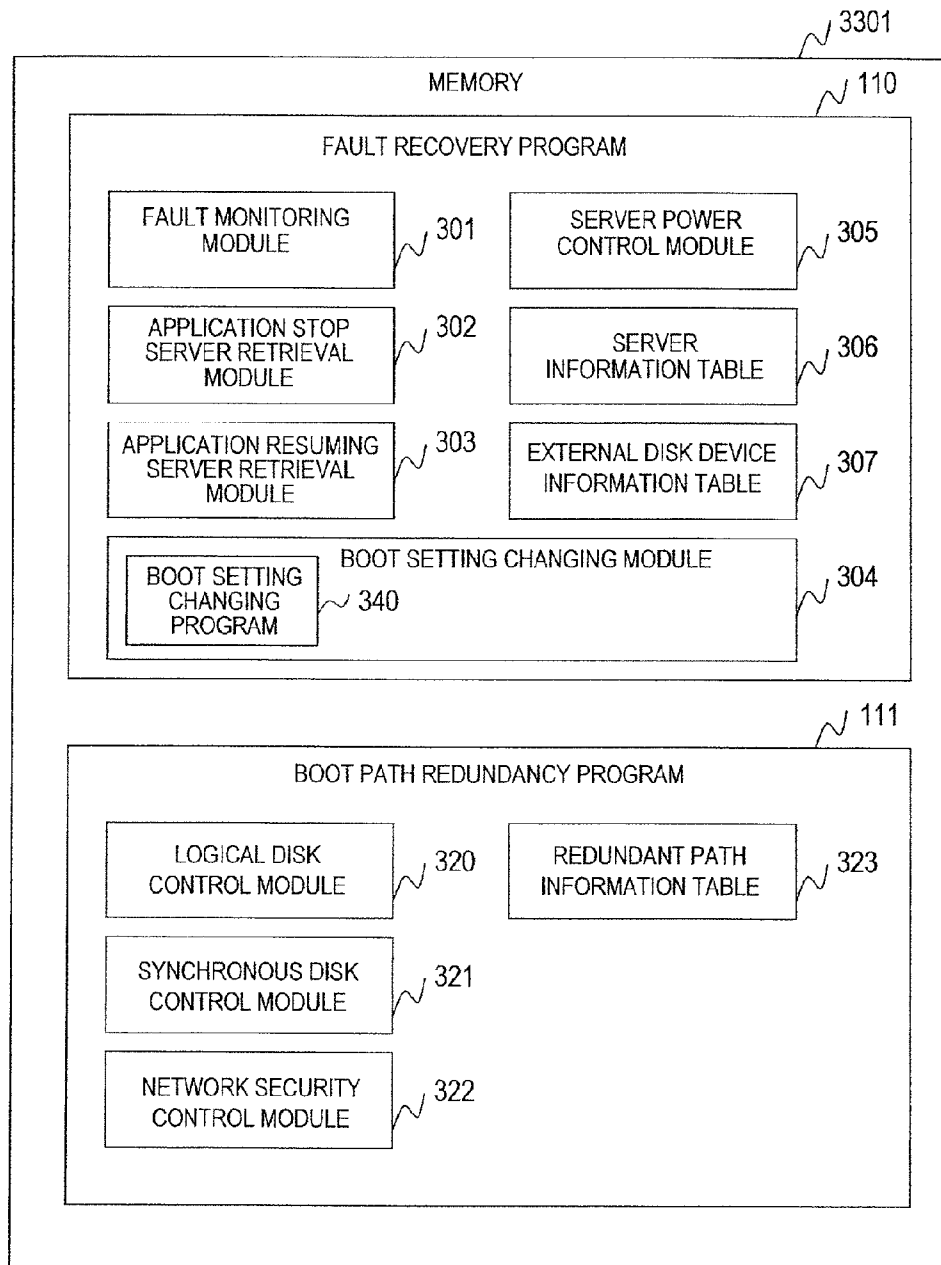 3301
MEMORY
110
FAULT RECOVERY PROGRAM
FAULT MONITORING
MODULE
301
SERVER POWER
CONTROL MODULE
305
APPLICATION STOP
SERVER RETRIEVAL
MODULE
302
SERVER
INFORMATION TABLE
306
APPLICATION RESUMING
SERVER RETRIEVAL
MODULE
303
EXTERNAL DISK DEVICE
INFORMATION TABLE
307
BOOT SETTING CHANGING MODULE
304
BOOT SETTING
CHANGING
PROGRAM
340
111
BOOT PATH REDUNDANCY PROGRAM
LOGICAL DISK
CONTROL MODULE
320
REDUNDANT PATH
INFORMATION TABLE
323
SYNCHRONOUS DISK
CONTROL MODULE
321
NETWORK SECURITY
CONTROL MODULE
322